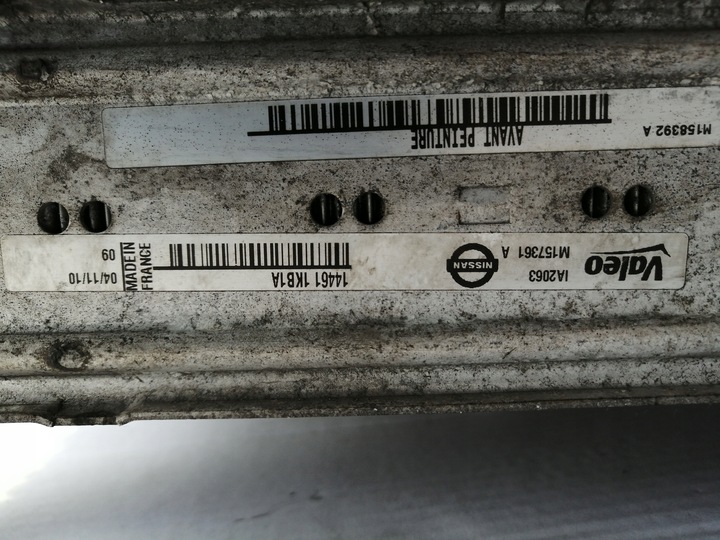 Valeo
IA2063
M157361 A
NISSAN
14461 1KB1A
MADE IN
FRANCE
04/11/10
09
M158392 A
AVANT PEINTURE